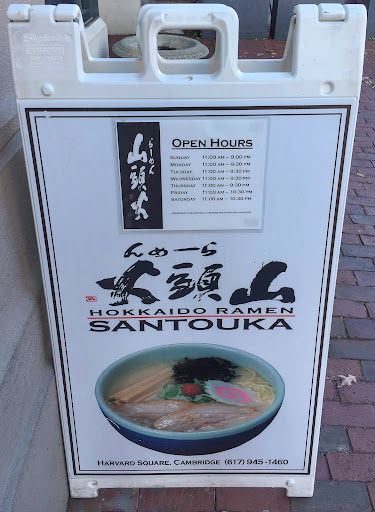 Signicade
らーめん
山頭火
OPEN HOURS
SUNDAY 11:00 AM – 9:00 PM
MONDAY 11:00 AM – 9:30 PM
TUESDAY 11:00 AM – 9:30 PM
WEDNESDAY 11:00 AM – 9:30 PM
THURSDAY 11:00 AM – 9:30 PM
FRIDAY 11:00 AM – 10:30 PM
SATURDAY 11:00 AM – 10:30 PM
んめーら
火頭山
HOKKAIDO RAMEN
SANTOUKA
HARVARD SQUARE, CAMBRIDGE (617) 945-1460